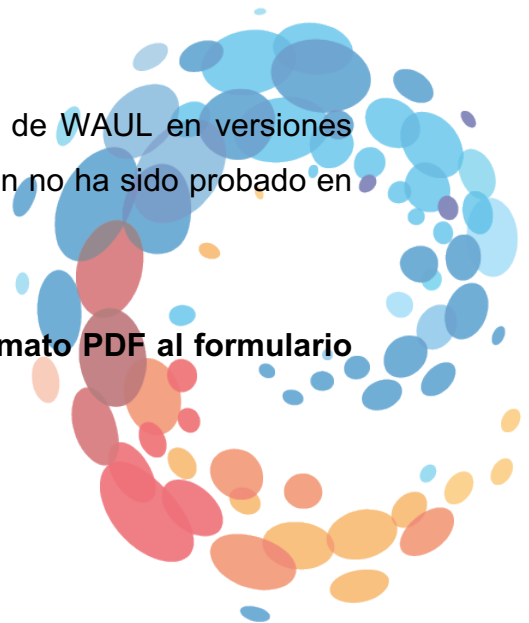 de WAUL en versiones
n no ha sido probado en
mato PDF al formulario